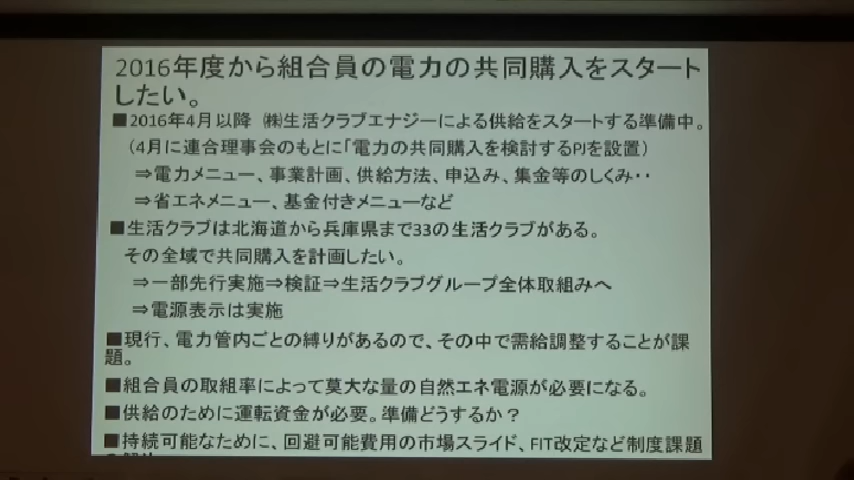 2016年度から組合員の電力の共同購入をスタート
したい。
■2016年4月以降 ㈱生活クラブエナジーによる供給をスタートする準備中。
（4月に連合理事会のもとに「電力の共同購入を検討するPJを設置）
⇒電力メニュー、事業計画、供給方法、申込み、集金等のしくみ・・
⇒省エネメニュー、基金付きメニューなど
■生活クラブは北海道から兵庫県まで33の生活クラブがある。
その全域で共同購入を計画したい。
⇒一部先行実施⇒検証⇒生活クラブグループ全体取組みへ
⇒電源表示は実施
■現行、電力管内ごとの縛りがあるので、その中で需給調整することが課
題。
■組合員の取組率によって莫大な量の自然エネ電源が必要になる。
■供給のために運転資金が必要。準備どうするか？
■持続可能なために、回避可能費用の市場スライド、FIT改定など制度課題